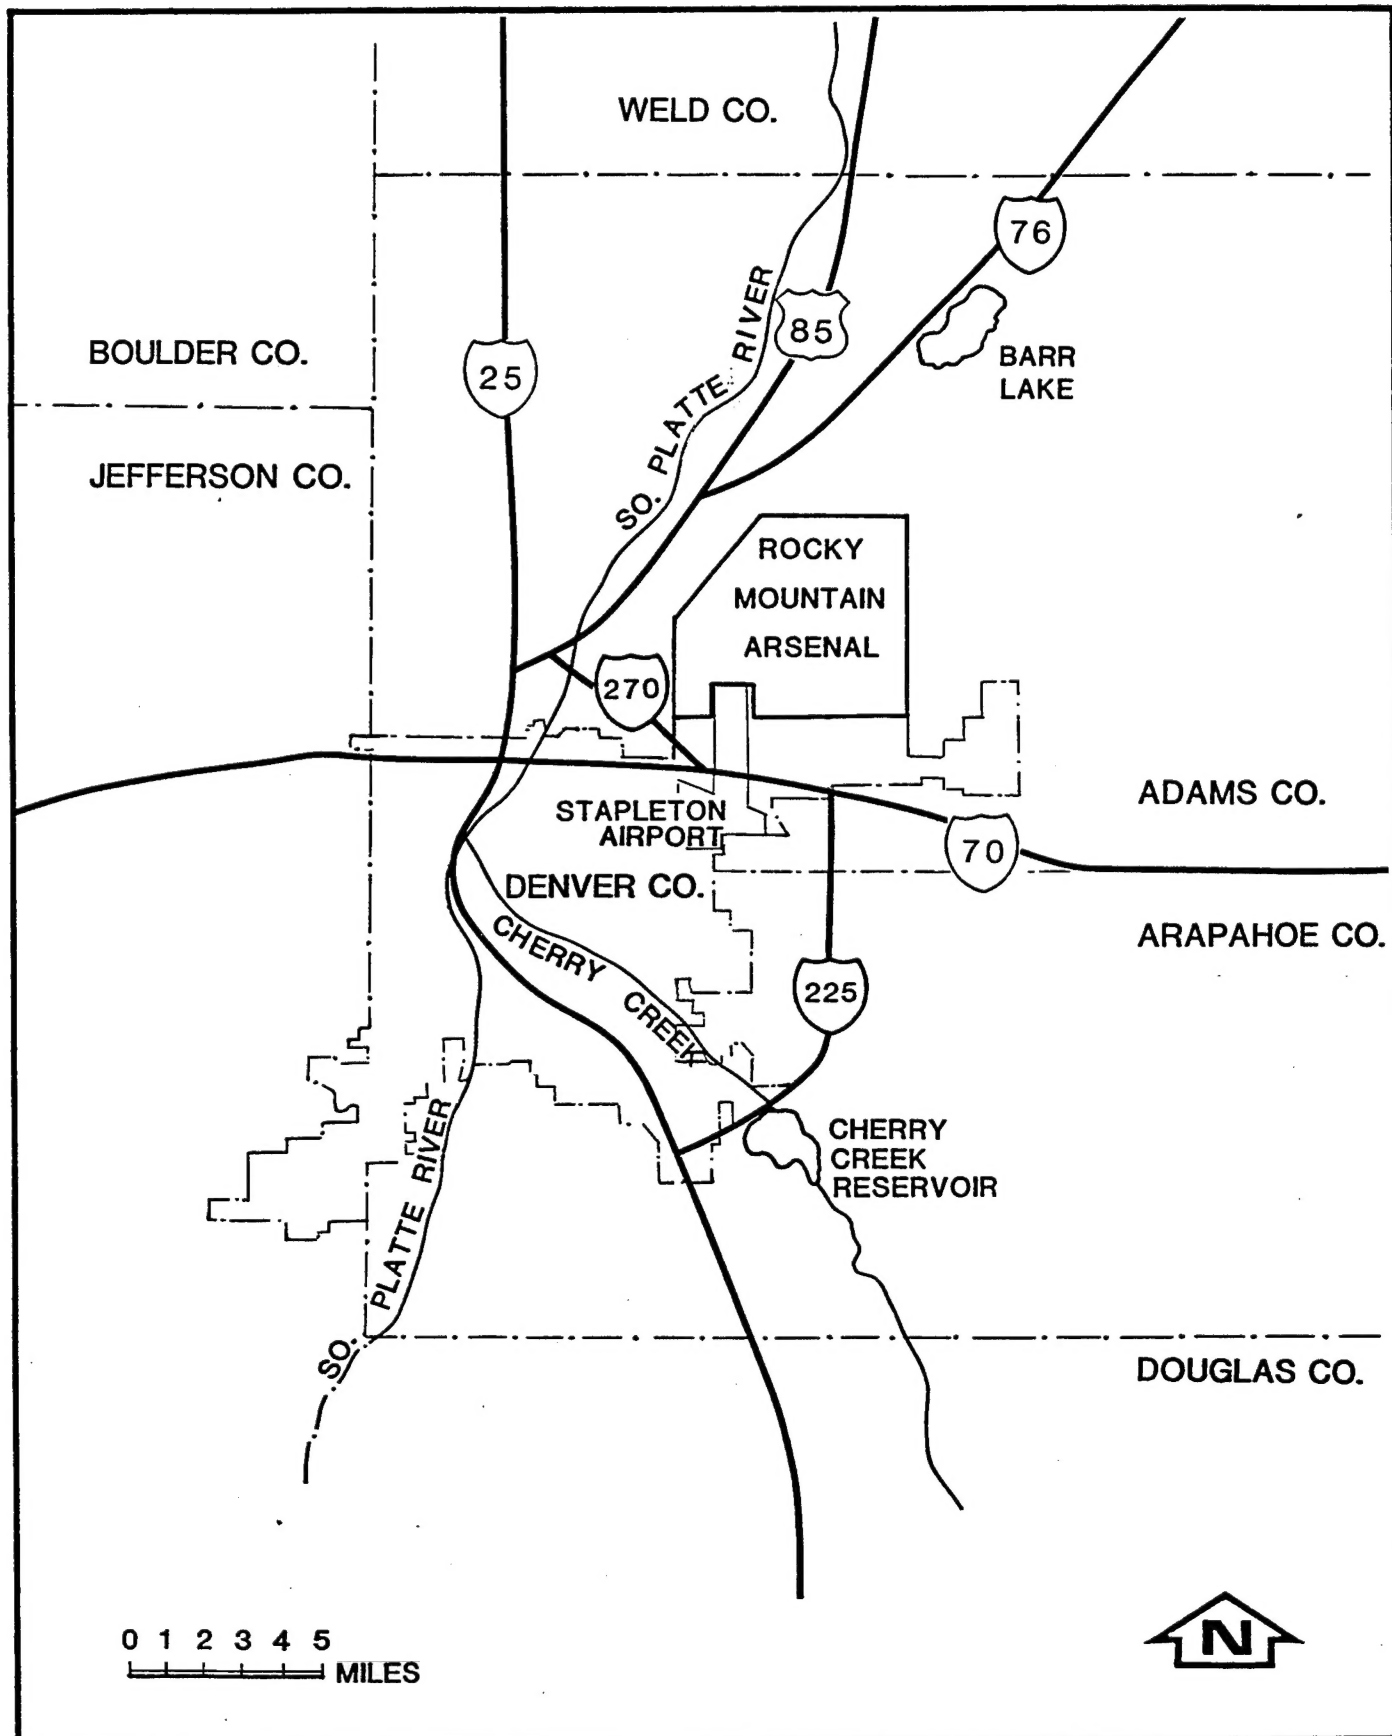 WELD CO.
76
85
BOULDER CO.
25
BARR
LAKE
SO. PLATTE RIVER
JEFFERSON CO.
ROCKY
MOUNTAIN
ARSENAL
270
ADAMS CO.
STAPLETON
AIRPORT
70
DENVER CO.
ARAPAHOE CO.
CHERRY CREEK
225
CHERRY
CREEK
RESERVOIR
SO. PLATTE RIVER
DOUGLAS CO.
0 1 2 3 4 5
MILES
N